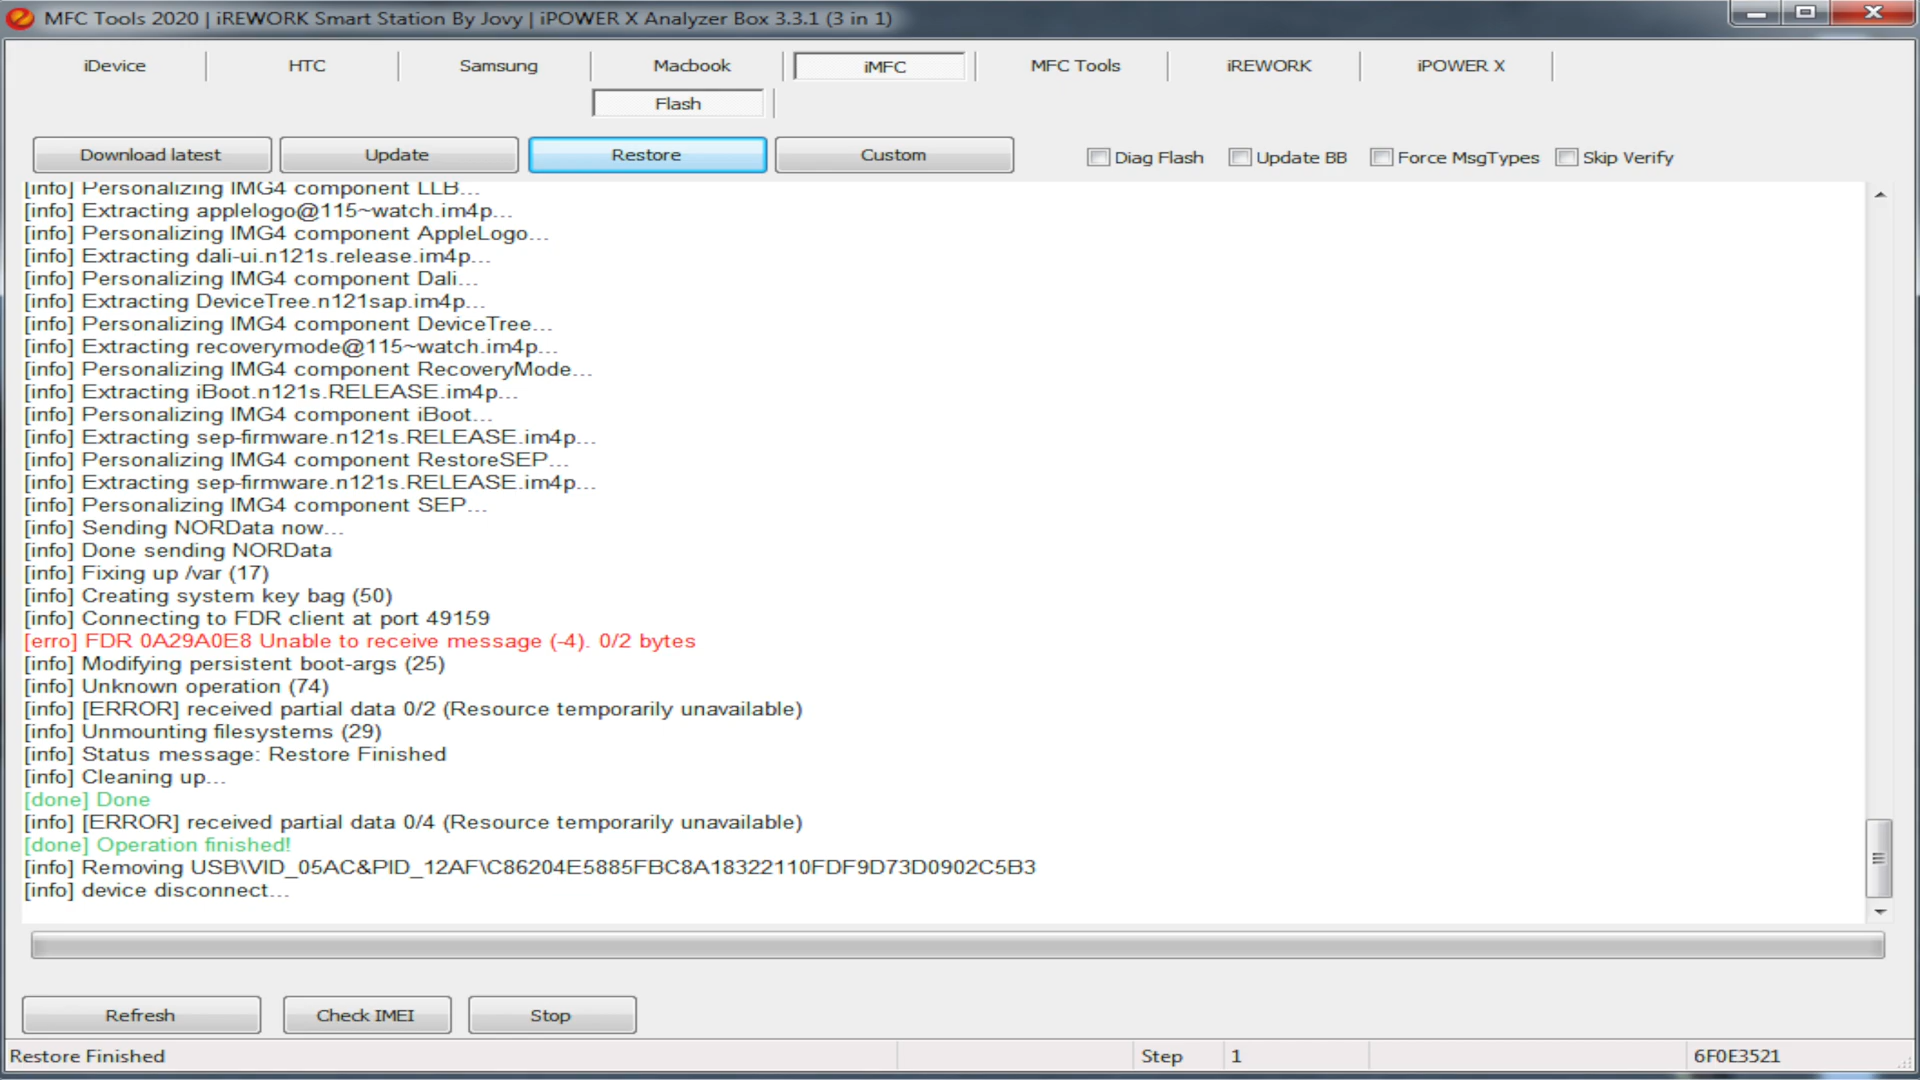 MFC Tools 2020 | iREWORK Smart Station By Jovy | iPOWER X Analyzer Box 3.3.1 (3 in 1)
iDevice HTC Samsung Macbook iMFC MFC Tools iREWORK iPOWER X
Flash
Download latest Update Restore Custom Diag Flash Update BB Force MsgTypes Skip Verify
[info] Personalizing IMG4 component LLB...
[info] Extracting applelogo@115~watch.im4p...
[info] Personalizing IMG4 component AppleLogo...
[info] Extracting dali-ui.n121s.release.im4p...
[info] Personalizing IMG4 component Dali...
[info] Extracting DeviceTree.n121sap.im4p...
[info] Personalizing IMG4 component DeviceTree...
[info] Extracting recoverymode@115~watch.im4p...
[info] Personalizing IMG4 component RecoveryMode...
[info] Extracting iBoot.n121s.RELEASE.im4p...
[info] Personalizing IMG4 component iBoot...
[info] Extracting sep-firmware.n121s.RELEASE.im4p...
[info] Personalizing IMG4 component RestoreSEP...
[info] Extracting sep-firmware.n121s.RELEASE.im4p...
[info] Personalizing IMG4 component SEP...
[info] Sending NORData now...
[info] Done sending NORData
[info] Fixing up /var (17)
[info] Creating system key bag (50)
[info] Connecting to FDR client at port 49159
[erro] FDR 0A29A0E8 Unable to receive message (-4). 0/2 bytes
[info] Modifying persistent boot-args (25)
[info] Unknown operation (74)
[info] [ERROR] received partial data 0/2 (Resource temporarily unavailable)
[info] Unmounting filesystems (29)
[info] Status message: Restore Finished
[info] Cleaning up...
[done] Done
[info] [ERROR] received partial data 0/4 (Resource temporarily unavailable)
[done] Operation finished!
[info] Removing USB\VID_05AC&PID_12AF\C86204E5885FBC8A18322110FDF9D73D0902C5B3
[info] device disconnect...
Refresh Check IMEI Stop
Restore Finished Step 1 6F0E3521